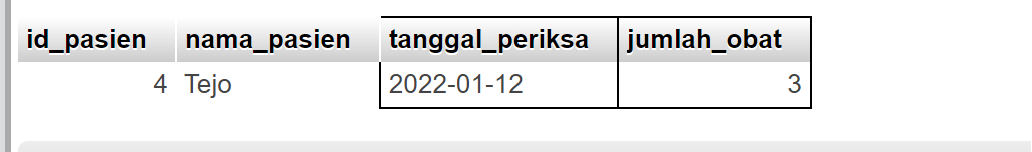 id_pasien nama_pasien tanggal_periksa jumlah_obat
4 Tejo 2022-01-12 3